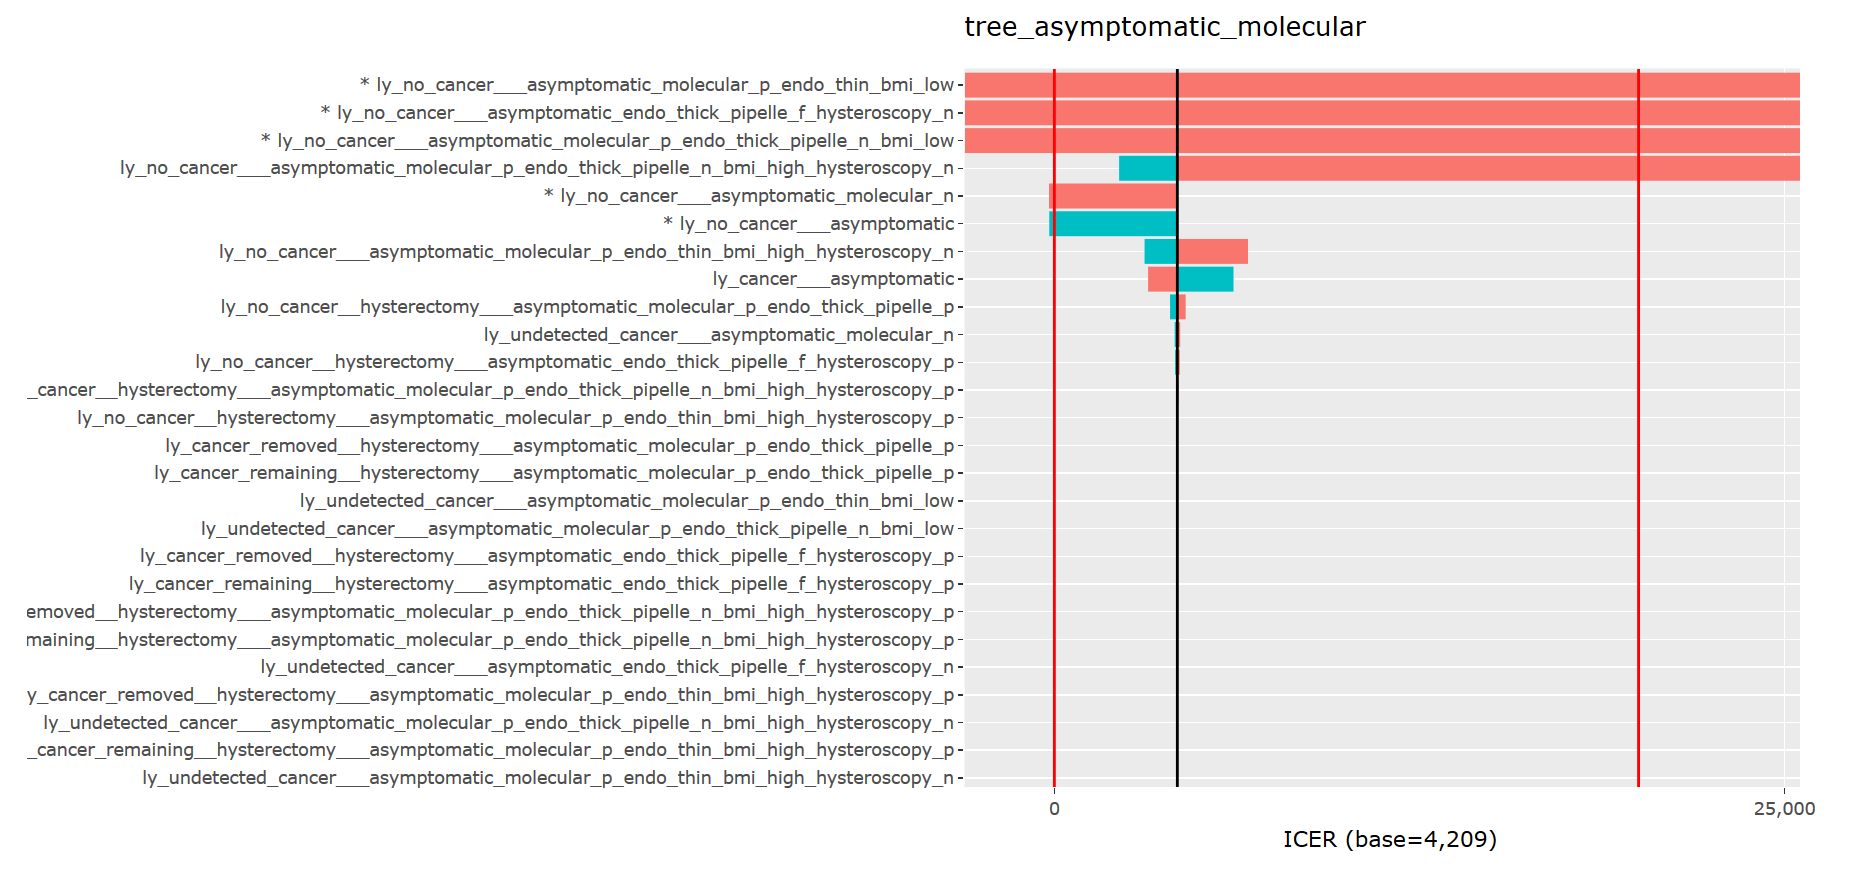 tree_asymptomatic_molecular
* ly_no_cancer___asymptomatic_molecular_p_endo_thin_bmi_low
* ly_no_cancer___asymptomatic_endo_thick_pipelle_f_hysteroscopy_n
* ly_no_cancer___asymptomatic_molecular_p_endo_thick_pipelle_n_bmi_low
ly_no_cancer___asymptomatic_molecular_p_endo_thick_pipelle_n_bmi_high_hysteroscopy_n
* ly_no_cancer___asymptomatic_molecular_n
* ly_no_cancer___asymptomatic
ly_no_cancer___asymptomatic_molecular_p_endo_thin_bmi_high_hysteroscopy_n
ly_cancer___asymptomatic
ly_no_cancer__hysterectomy___asymptomatic_molecular_p_endo_thick_pipelle_p
ly_undetected_cancer___asymptomatic_molecular_n
ly_no_cancer__hysterectomy___asymptomatic_endo_thick_pipelle_f_hysteroscopy_p
_cancer__hysterectomy___asymptomatic_molecular_p_endo_thick_pipelle_n_bmi_high_hysteroscopy_p
ly_no_cancer__hysterectomy___asymptomatic_molecular_p_endo_thin_bmi_high_hysteroscopy_p
ly_cancer_removed__hysterectomy___asymptomatic_molecular_p_endo_thick_pipelle_p
ly_cancer_remaining__hysterectomy___asymptomatic_molecular_p_endo_thick_pipelle_p
ly_undetected_cancer___asymptomatic_molecular_p_endo_thin_bmi_low
ly_undetected_cancer___asymptomatic_molecular_p_endo_thick_pipelle_n_bmi_low
ly_cancer_removed__hysterectomy___asymptomatic_endo_thick_pipelle_f_hysteroscopy_p
ly_cancer_remaining__hysterectomy___asymptomatic_endo_thick_pipelle_f_hysteroscopy_p
emoved__hysterectomy___asymptomatic_molecular_p_endo_thick_pipelle_n_bmi_high_hysteroscopy_p
maining__hysterectomy___asymptomatic_molecular_p_endo_thick_pipelle_n_bmi_high_hysteroscopy_p
ly_undetected_cancer___asymptomatic_endo_thick_pipelle_f_hysteroscopy_n
y_cancer_removed__hysterectomy___asymptomatic_molecular_p_endo_thin_bmi_high_hysteroscopy_p
ly_undetected_cancer___asymptomatic_molecular_p_endo_thick_pipelle_n_bmi_high_hysteroscopy_n
_cancer_remaining__hysterectomy___asymptomatic_molecular_p_endo_thin_bmi_high_hysteroscopy_p
ly_undetected_cancer___asymptomatic_molecular_p_endo_thin_bmi_high_hysteroscopy_n
0 25,000
ICER (base=4,209)